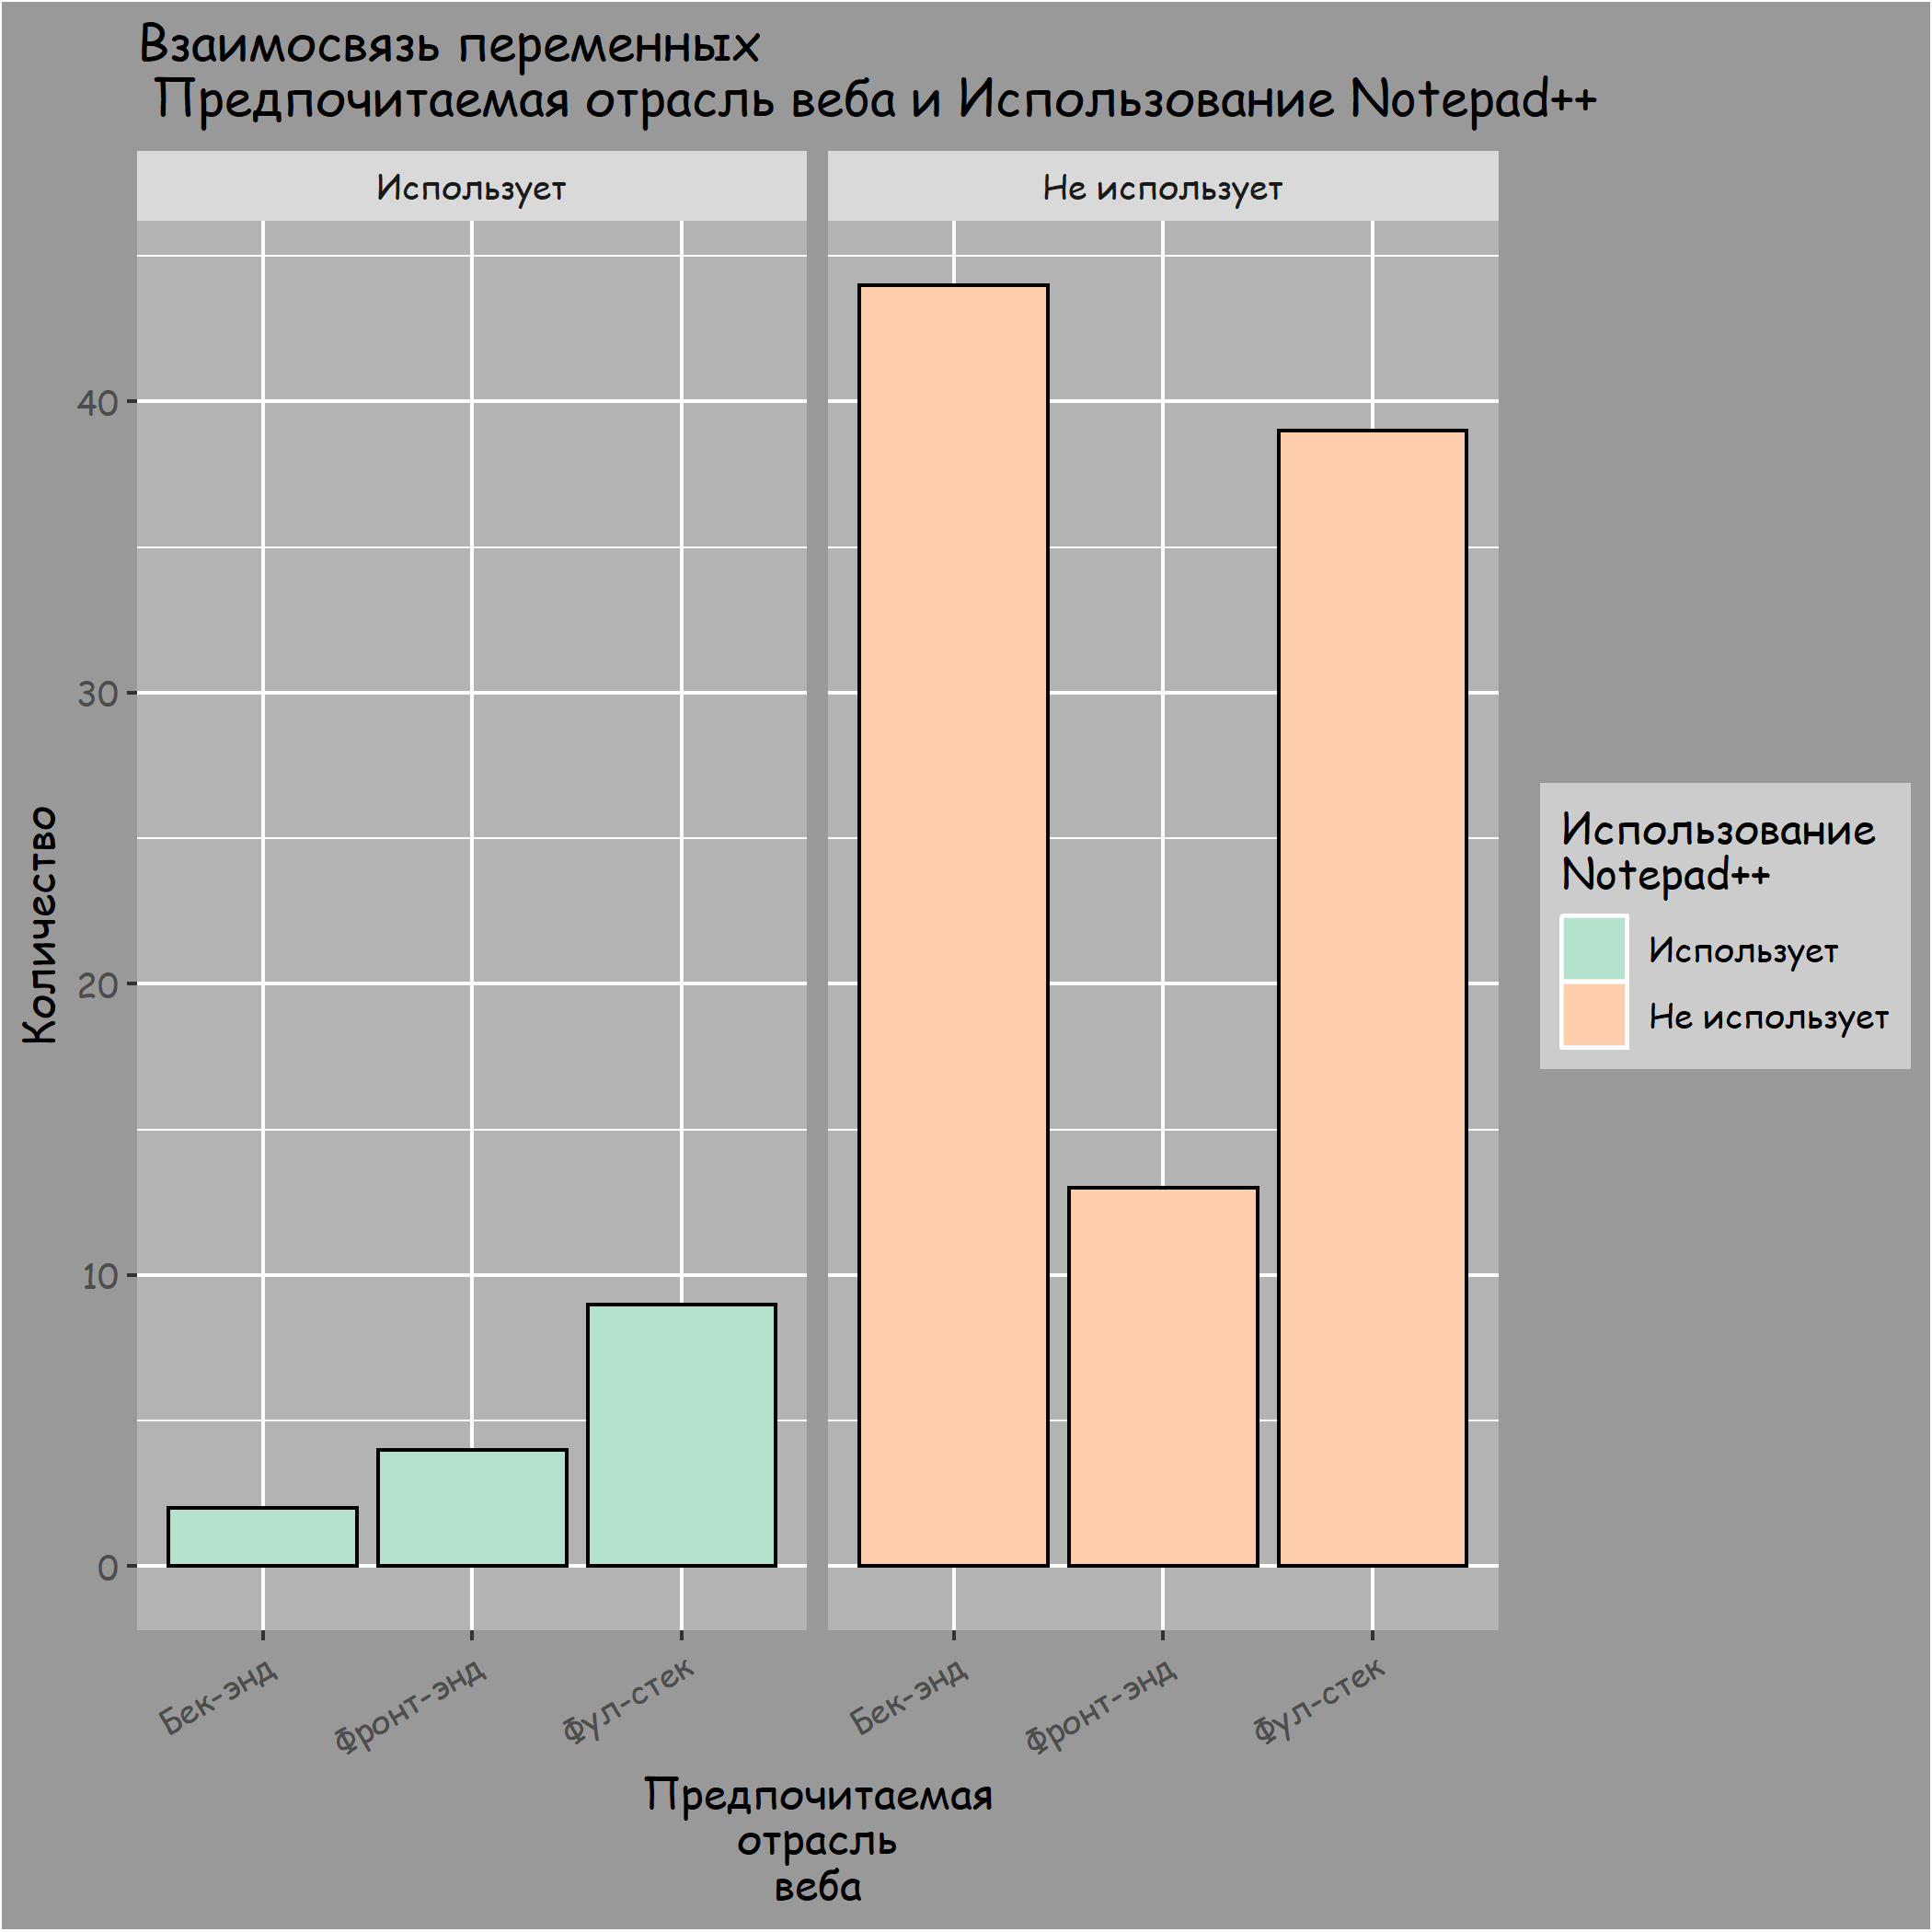 Взаимосвязь переменных
Предпочитаемая отрасль веба и Использование Notepad++
Использует
Не использует
40
30
20
10
0
Количество
Бек-энд
Фронт-энд
Фул-стек
Бек-энд
Фронт-энд
Фул-стек
Предпочитаемая
отрасль
веба
Использование
Notepad++
Использует
Не использует